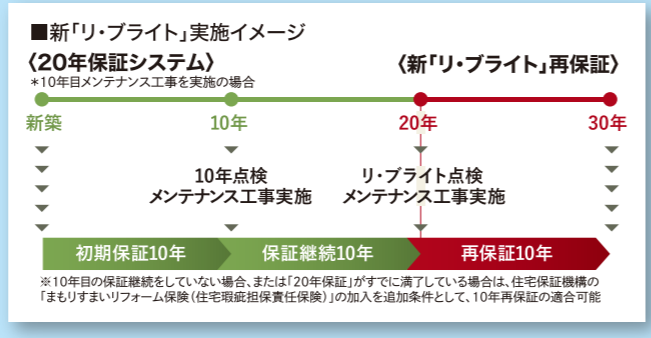 ■新「リ・ブライト」実施イメージ
〈20年保証システム〉
*10年目メンテナンス工事を実施の場合
〈新「リ・ブライト」再保証〉
新築 10年 20年 30年
10年点検
メンテナンス工事実施
リ・ブライト点検
メンテナンス工事実施
初期保証10年 保証継続10年 再保証10年
※10年目の保証継続をしていない場合、または「20年保証」がすでに満了している場合は、住宅保証機構の
「まもりすまいリフォーム保険(住宅瑕疵担保責任保険)」の加入を追加条件として、10年再保証の適合可能